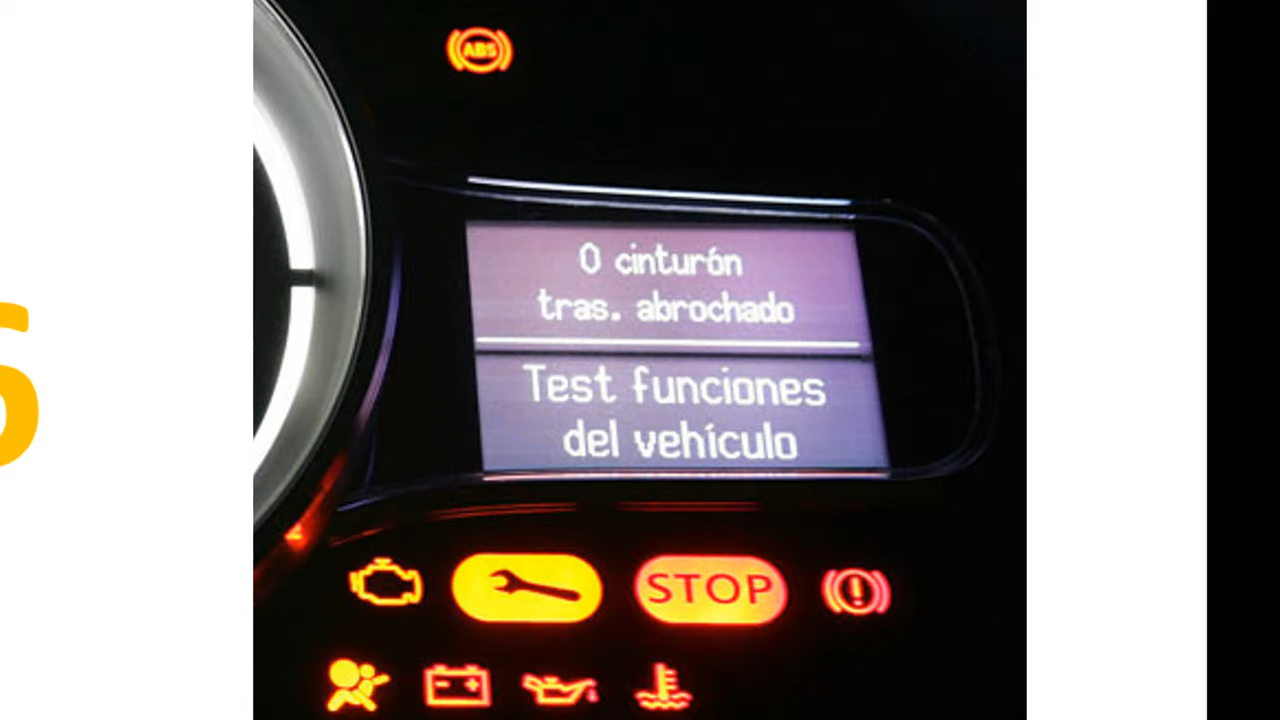 ABS
0 cinturón
tras. abrochado
Test funciones
del vehículo
STOP